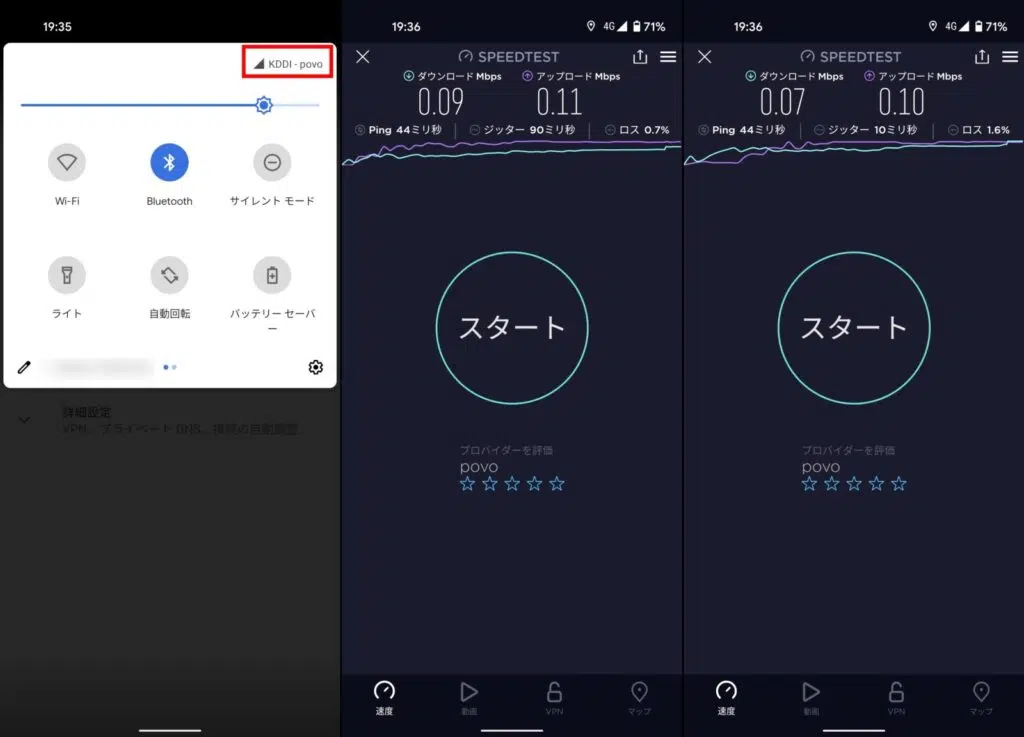 19:35
KDDI - povo
Wi-Fi
Bluetooth
サイレント モード
ライト
自動回転
バッテリー セーバ
ー
詳細設定
VPN、プライベート DNS、接続の自動調整
19:36
4G
71%
SPEEDTEST
ダウンロード Mbps
アップロード Mbps
0.09
0.11
Ping 44ミリ秒
ジッター 90ミリ秒
ロス 0.7%
スタート
プロバイダーを評価
povo
速度
動画
VPN
マップ
19:36
4G
71%
SPEEDTEST
ダウンロード Mbps
アップロード Mbps
0.07
0.10
Ping 44ミリ秒
ジッター 10ミリ秒
ロス 1.6%
スタート
プロバイダーを評価
povo
速度
動画
VPN
マップ